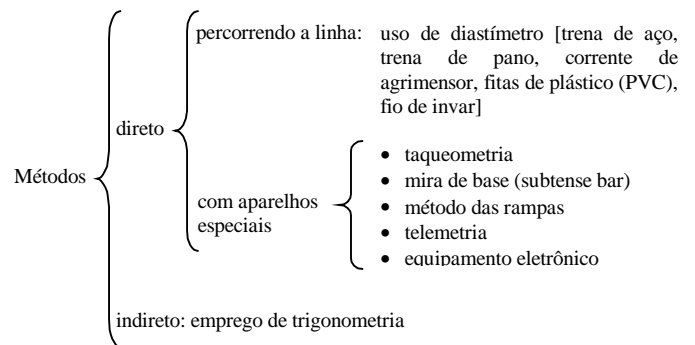 percorrendo a linha: uso de diastímetro [trena de aço,
trena de pano, corrente de
agrimensor, fitas de plástico (PVC),
fio de invar]
direto
Métodos
com aparelhos
especiais
• taqueometria
• mira de base (subtense bar)
• método das rampas
• telemetria
• equipamento eletrônico
indireto: emprego de trigonometria